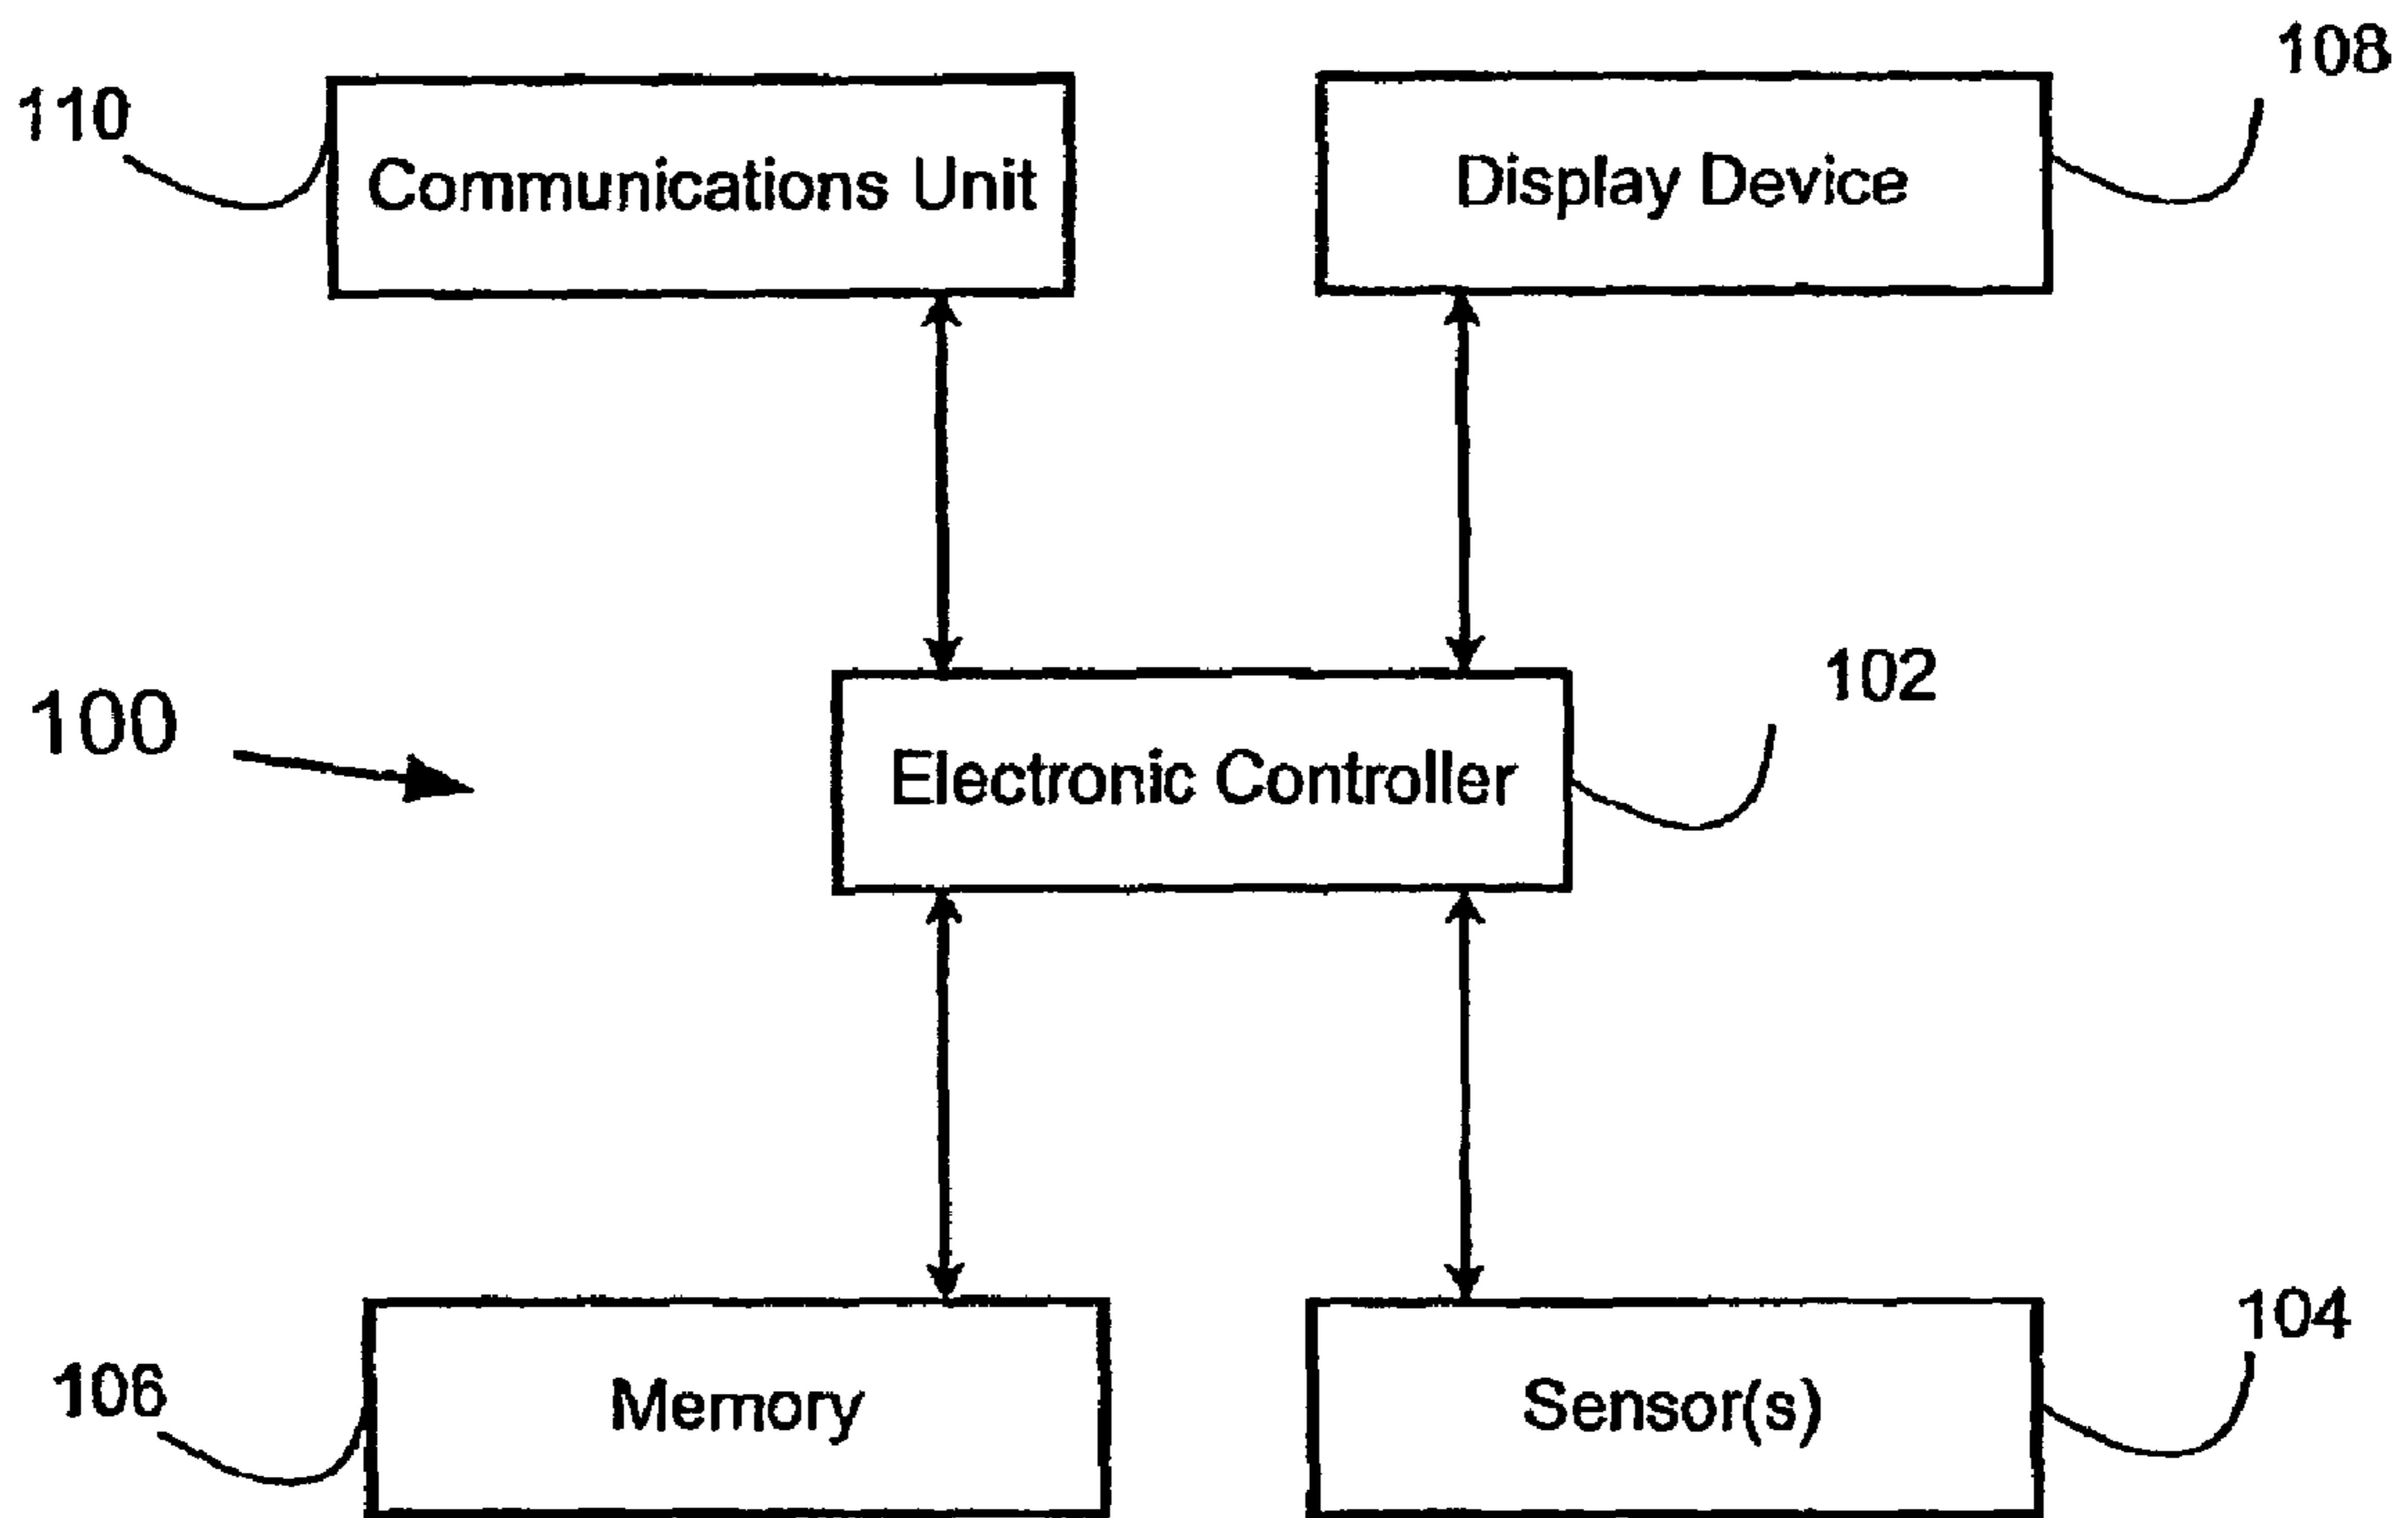 108
110
Communications Unit
Display Device
102
100
Electronic Controller
104
106
Memory
Sensor(s)